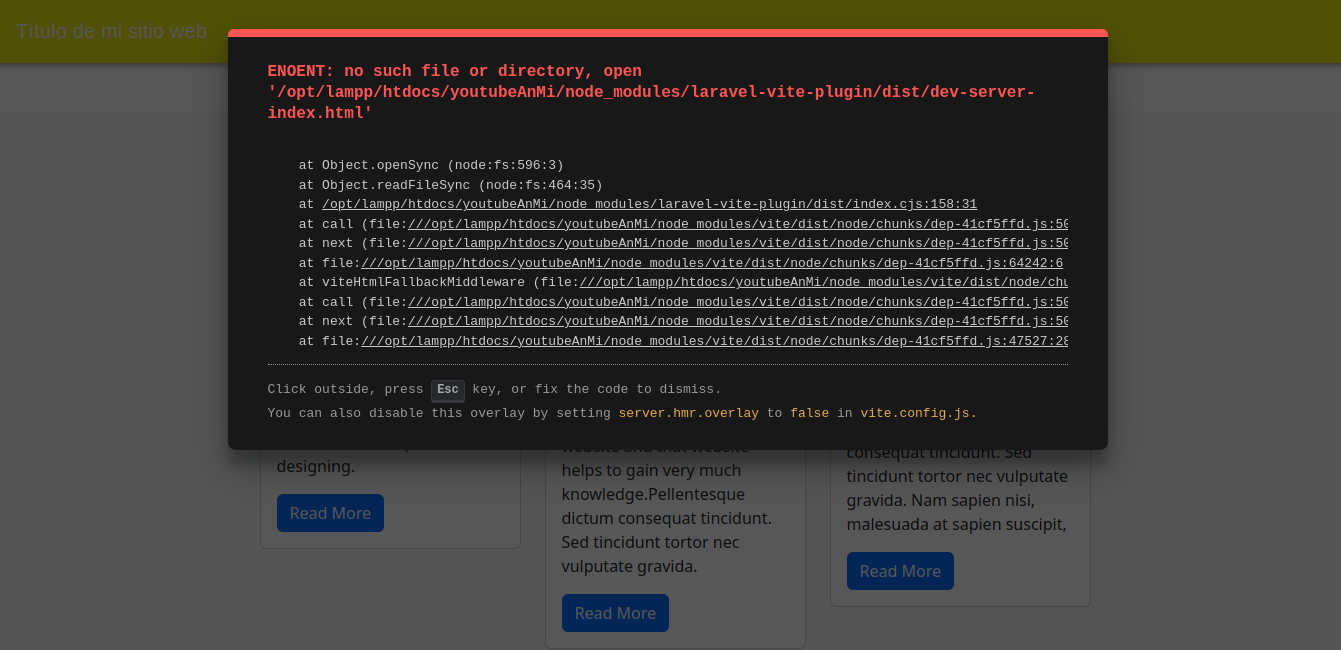 Título de mi sitio web
ENOENT: no such file or directory, open
'/opt/lampp/htdocs/youtubeAnMi/node_modules/laravel-vite-plugin/dist/dev-server-
index.html'
at Object.openSync (node:fs:596:3)
at Object.readFileSync (node:fs:464:35)
at /opt/lampp/htdocs/youtubeAnMi/node_modules/laravel-vite-plugin/dist/index.cjs:158:31
at call (file:///opt/lampp/htdocs/youtubeAnMi/node_modules/vite/dist/node/chunks/dep-41cf5ffd.js:50
at next (file:///opt/lampp/htdocs/youtubeAnMi/node_modules/vite/dist/node/chunks/dep-41cf5ffd.js:50
at file:///opt/lampp/htdocs/youtubeAnMi/node_modules/vite/dist/node/chunks/dep-41cf5ffd.js:64242:6
at viteHtmlFallbackMiddleware (file:///opt/lampp/htdocs/youtubeAnMi/node_modules/vite/dist/node/chu
at call (file:///opt/lampp/htdocs/youtubeAnMi/node_modules/vite/dist/node/chunks/dep-41cf5ffd.js:50
at next (file:///opt/lampp/htdocs/youtubeAnMi/node_modules/vite/dist/node/chunks/dep-41cf5ffd.js:50
at file:///opt/lampp/htdocs/youtubeAnMi/node_modules/vite/dist/node/chunks/dep-41cf5ffd.js:47527:28
Click outside, press Esc key, or fix the code to dismiss.
You can also disable this overlay by setting server.hmr.overlay to false in vite.config.js.
designing.
Read More
website and that website
helps to gain very much
knowledge.Pellentesque
dictum consequat tincidunt.
Sed tincidunt tortor nec
vulputate gravida.
Read More
consequat tincidunt. Sed
tincidunt tortor nec vulputate
gravida. Nam sapien nisi,
malesuada at sapien suscipit,
Read More